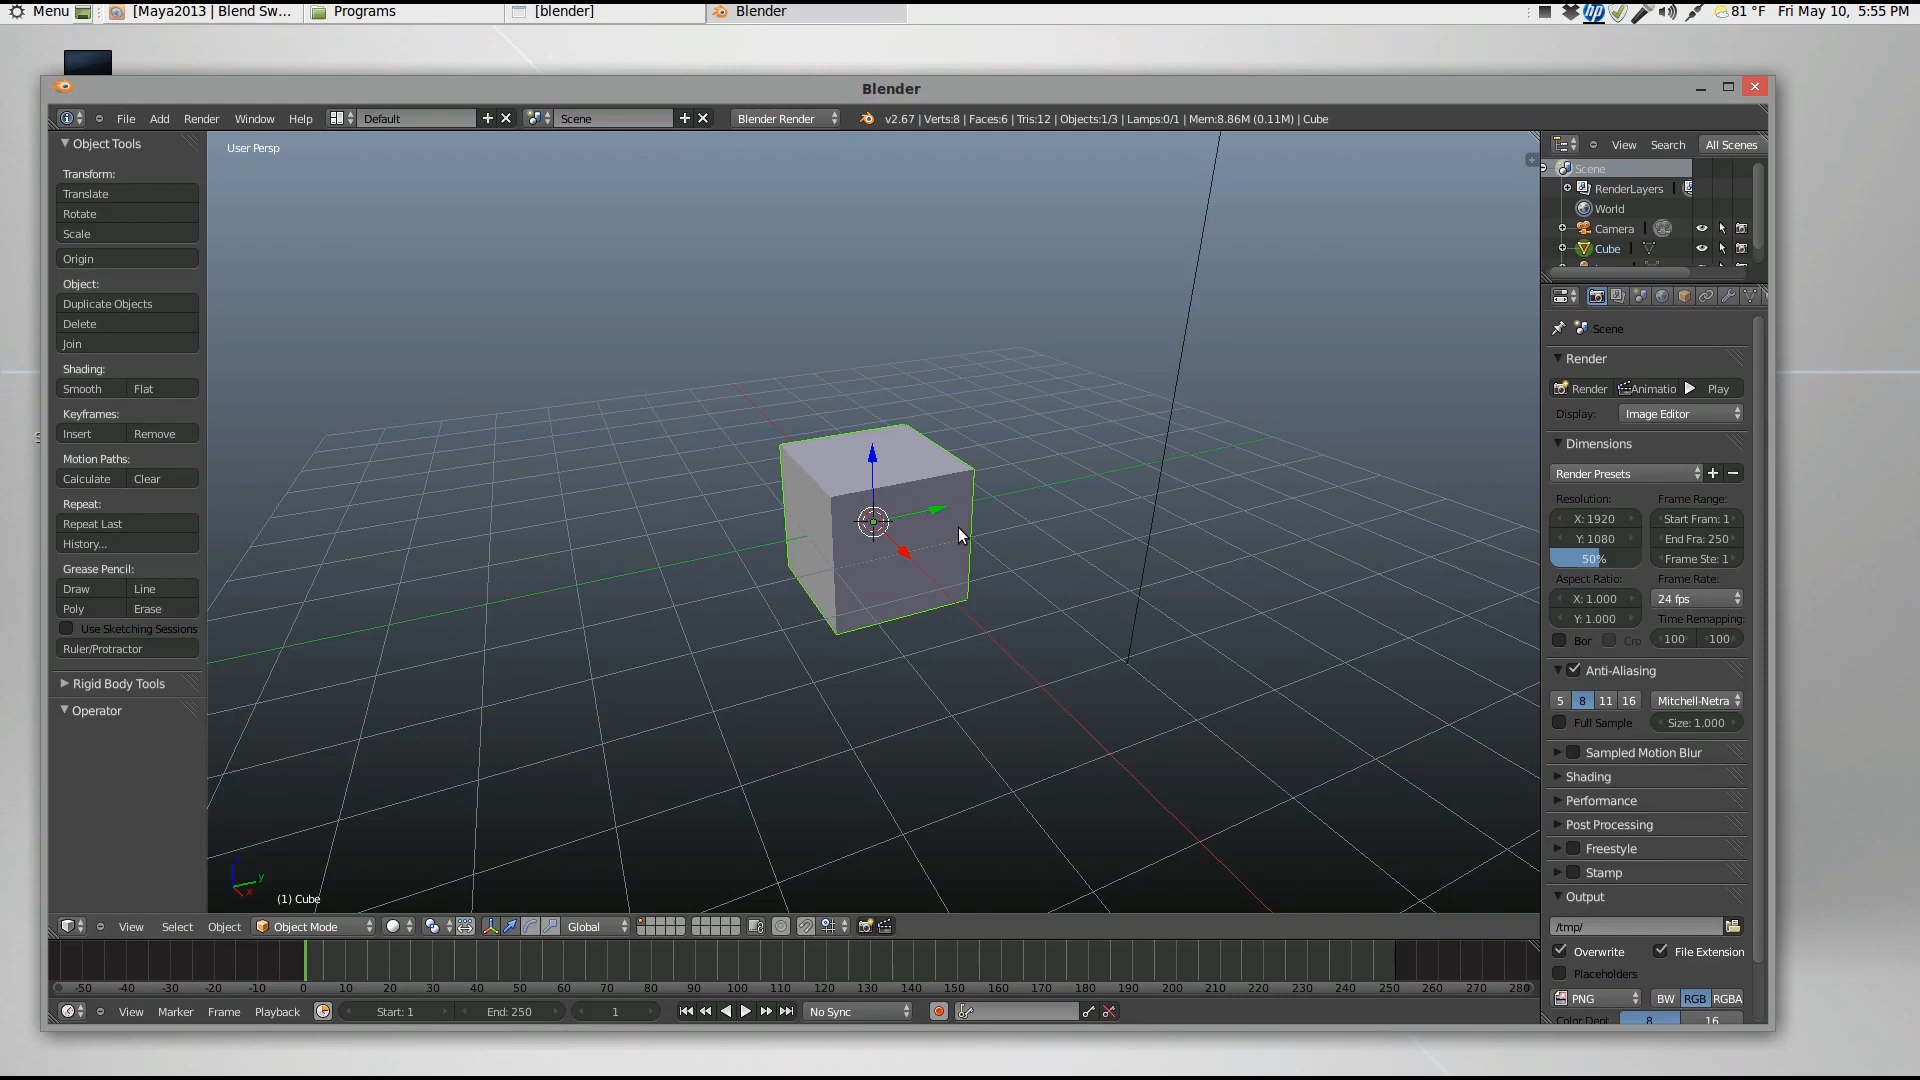 Menu
[Maya2013 | Blend Sw...
Programs
[blender]
Blender
hp
81 °F
Fri May 10, 5:55 PM
Blender
File
Add
Render
Window
Help
Default
Scene
Blender Render
v2.67 | Verts:8 | Faces:6 | Tris:12 | Objects:1/3 | Lamps:0/1 | Mem:8.86M (0.11M) | Cube
Object Tools
Transform:
Translate
Rotate
Scale
Origin
Object:
Duplicate Objects
Delete
Join
Shading:
Smooth
Flat
Keyframes:
Insert
Remove
Motion Paths:
Calculate
Clear
Repeat:
Repeat Last
History...
Grease Pencil:
Draw
Line
Poly
Erase
Use Sketching Sessions
Ruler/Protractor
Rigid Body Tools
Operator
User Persp
y
x
(1) Cube
View
Search
All Scenes
Scene
RenderLayers
World
Camera
Cube
Scene
Render
Render
Animatio
Play
Display:
Image Editor
Dimensions
Render Presets
Resolution:
Frame Range:
X: 1920
Start Fram: 1
Y: 1080
End Fra: 250
50%
Frame Ste: 1
Aspect Ratio:
Frame Rate:
X: 1.000
24 fps
Y: 1.000
Time Remapping:
Bor
Cro
100
100
Anti-Aliasing
5
8
11
16
Mitchell-Netra
Full Sample
Size: 1.000
Sampled Motion Blur
Shading
Performance
Post Processing
Freestyle
Stamp
Output
/tmp/
Overwrite
File Extension
Placeholders
PNG
BW
RGB
RGBA
Color Dept
8
16
View
Select
Object
Object Mode
Global
-50 -40 -30 -20 -10 0 10 20 30 40 50 60 70 80 90 100 110 120 130 140 150 160 170 180 190 200 210 220 230 240 250 260 270 280
View
Marker
Frame
Playback
Start: 1
End: 250
1
No Sync